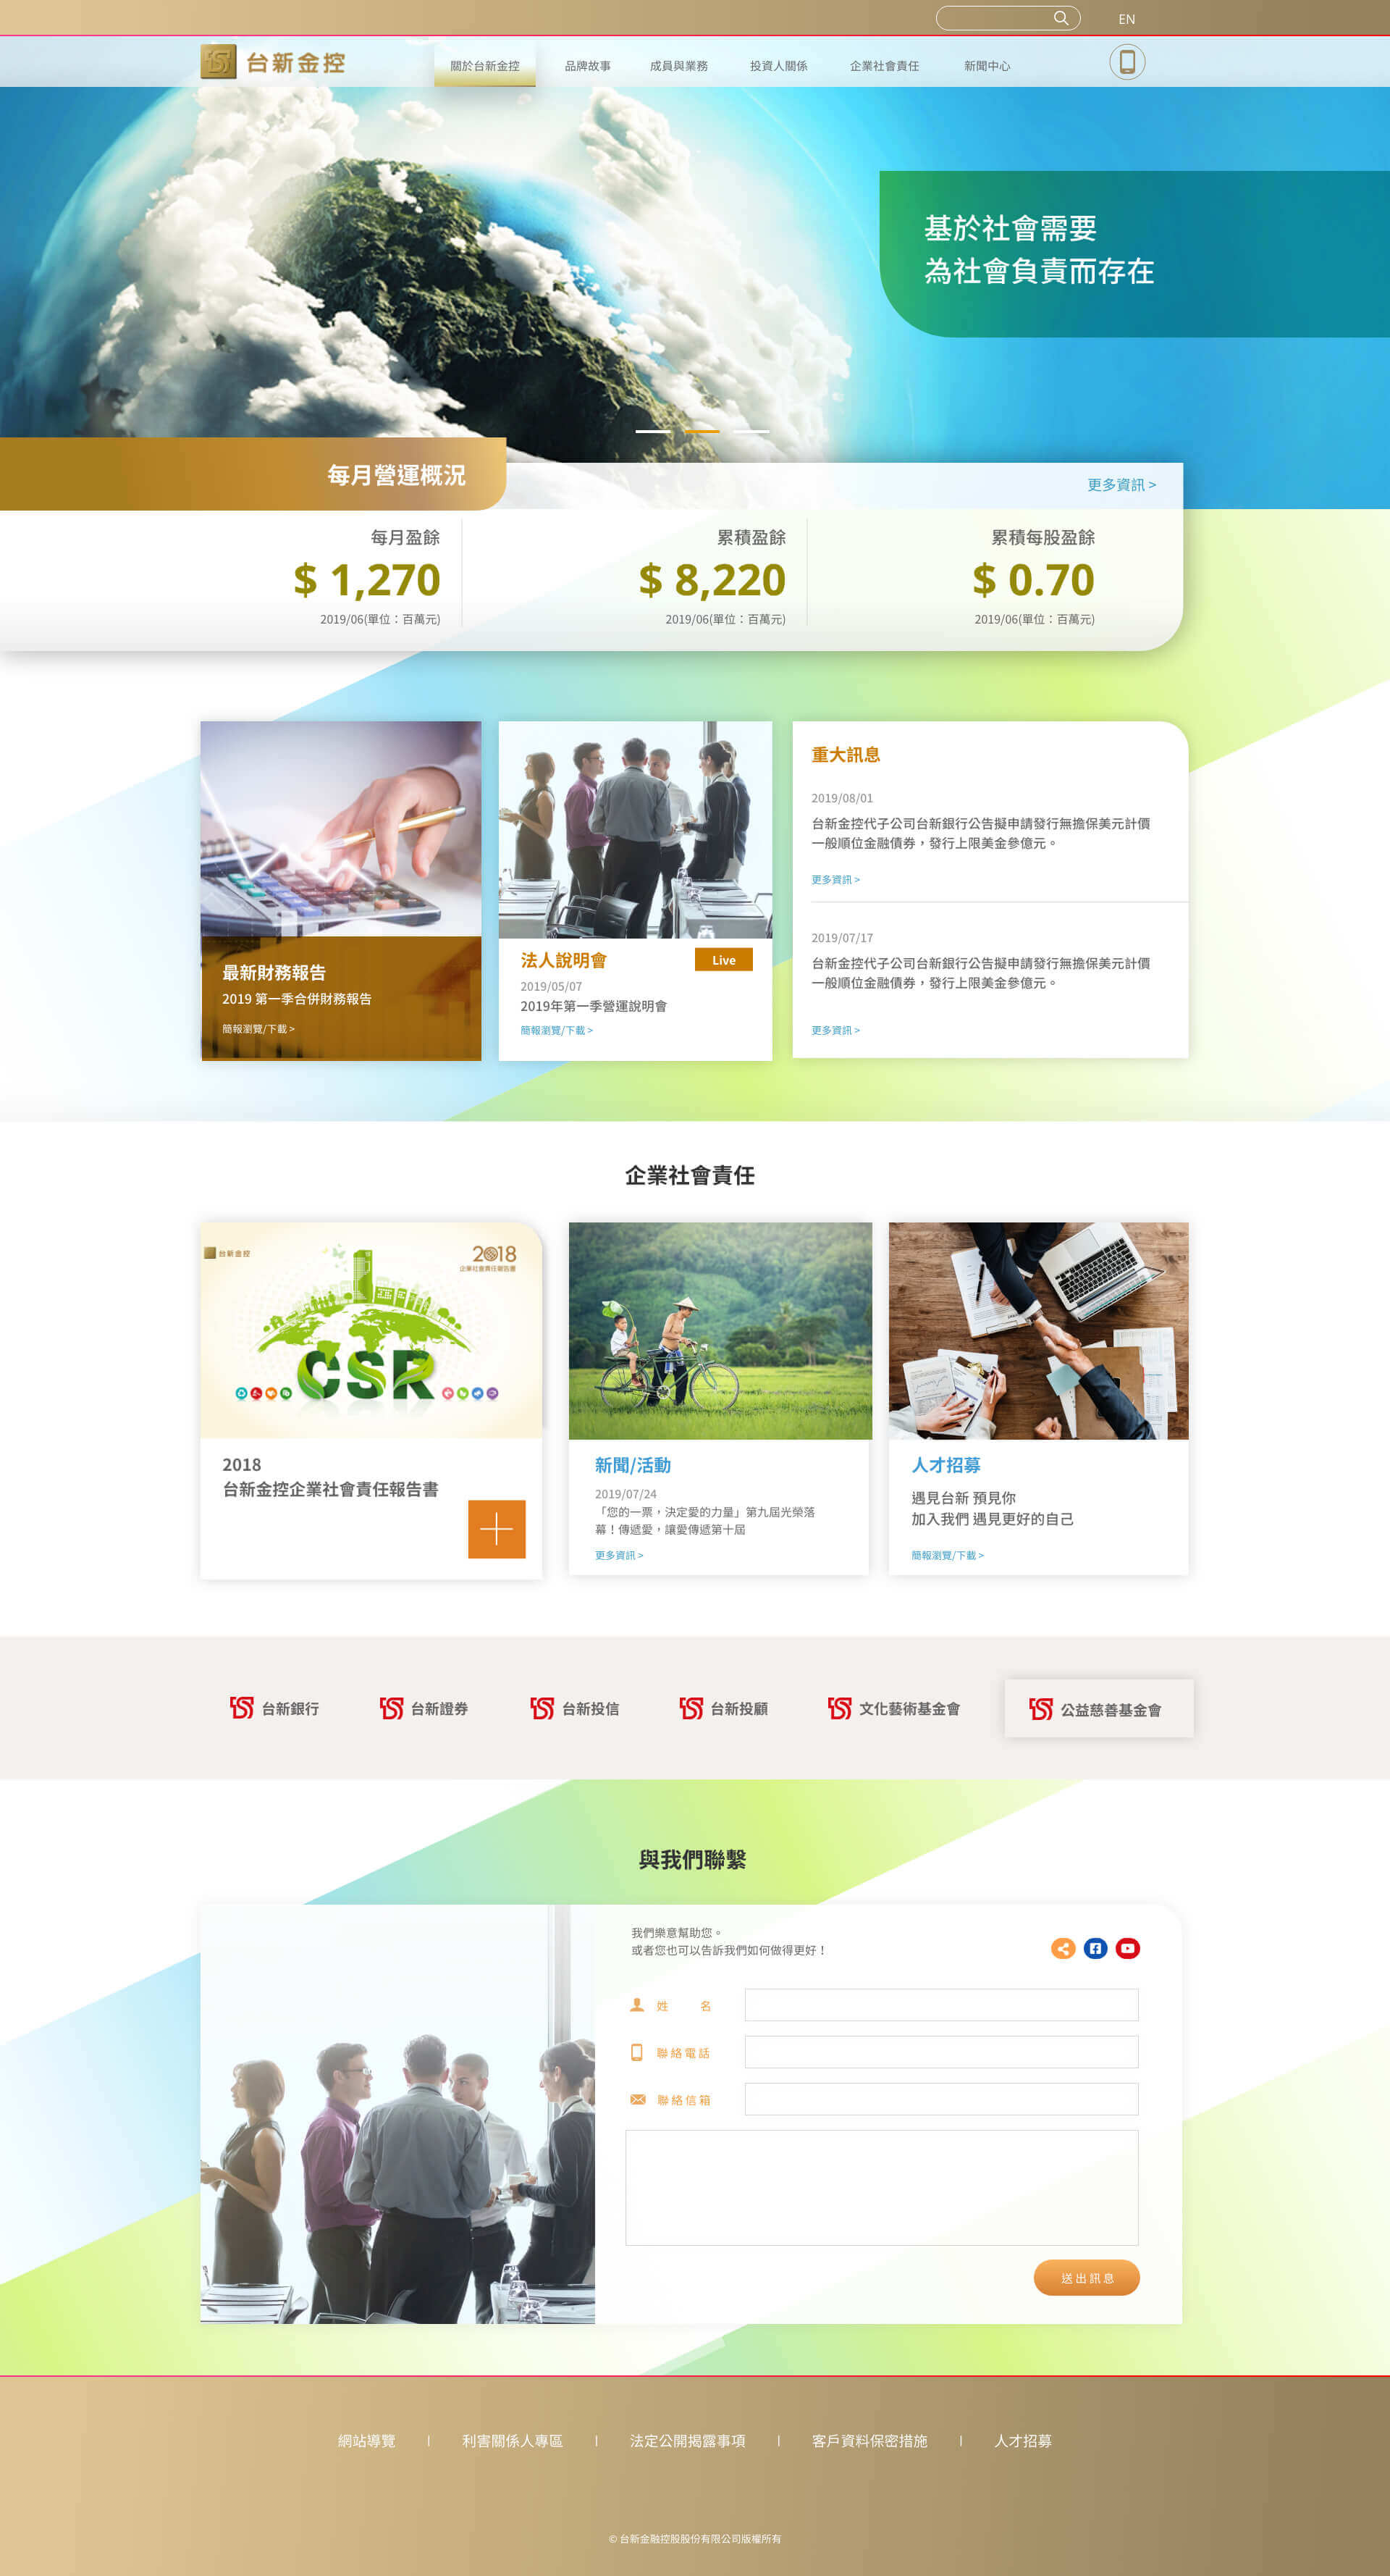 EN
台新金控
關於台新金控
品牌故事
成員與業務
投資人關係
企業社會責任
新聞中心
基於社會需要
為社會負責而存在
每月營運概況
更多資訊 >
每月盈餘
$ 1,270
2019/06(單位：百萬元)
累積盈餘
$ 8,220
2019/06(單位：百萬元)
累積每股盈餘
$ 0.70
2019/06(單位：百萬元)
最新財務報告
2019 第一季合併財務報告
簡報瀏覽/下載 >
法人說明會
Live
2019/05/07
2019年第一季營運說明會
簡報瀏覽/下載 >
重大訊息
2019/08/01
台新金控代子公司台新銀行公告擬申請發行無擔保美元計價
一般順位金融債券，發行上限美金參億元。
更多資訊 >
2019/07/17
台新金控代子公司台新銀行公告擬申請發行無擔保美元計價
一般順位金融債券，發行上限美金參億元。
更多資訊 >
企業社會責任
台新金控
2018
企業社會責任報告書
CSR
2018
台新金控企業社會責任報告書
新聞/活動
2019/07/24
「您的一票，決定愛的力量」第九屆光榮落
幕！傳遞愛，讓愛傳遞第十屆
更多資訊 >
人才招募
遇見台新 預見你
加入我們 遇見更好的自己
簡報瀏覽/下載 >
台新銀行
台新證券
台新投信
台新投顧
文化藝術基金會
公益慈善基金會
與我們聯繫
我們樂意幫助您。
或者您也可以告訴我們如何做得更好！
姓 名
聯絡電話
聯絡信箱
送出訊息
網站導覽 | 利害關係人專區 | 法定公開揭露事項 | 客戶資料保密措施 | 人才招募
© 台新金融控股股份有限公司版權所有